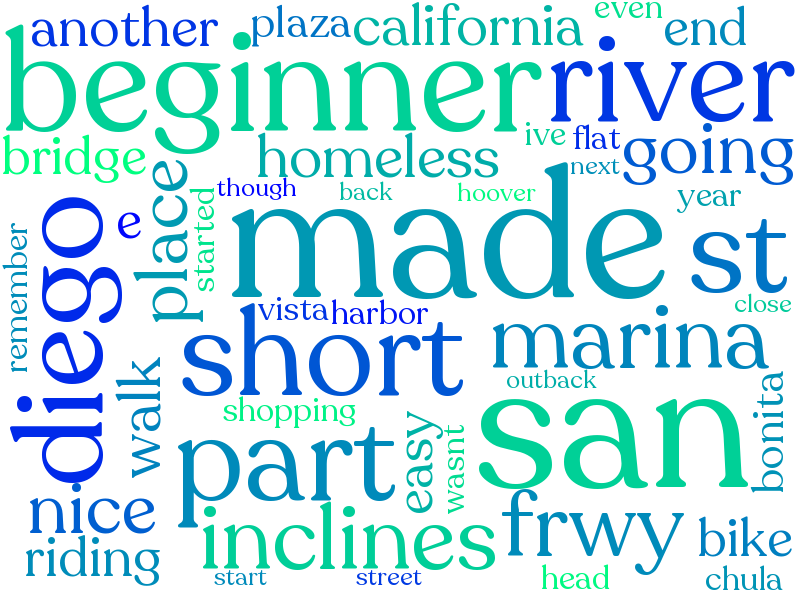 another
plaza
california
even
end
beginner
river
bridge
homeless
ive
flat
next
going
diego
e
place
started
though
back
hoover
year
made
st
remember
vista
harbor
close
short
marina
walk
outback
shopping
san
bonita
part
easy
wasnt
nice
inclines
frwy
bike
riding
start
street
head
chula